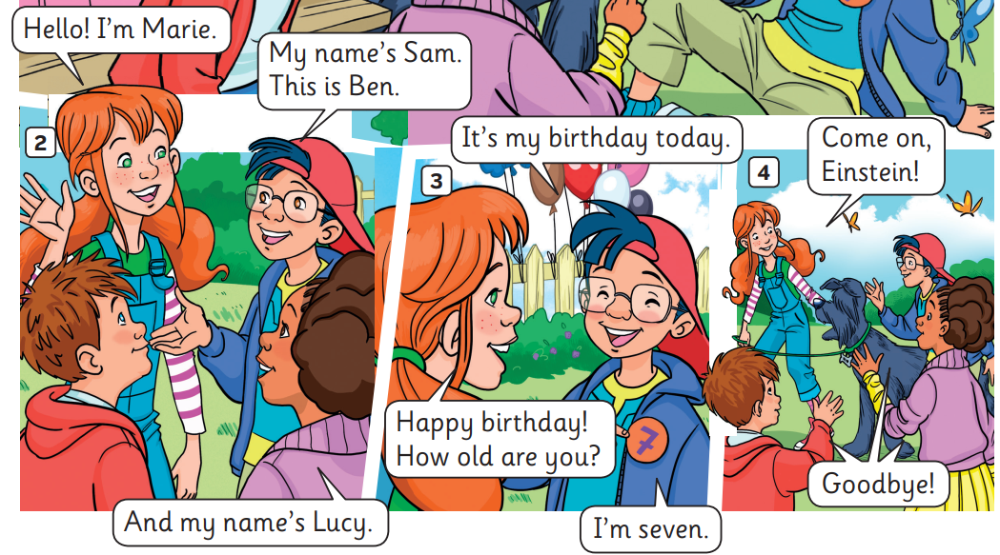 Hello! I'm Marie.
My name's Sam.
This is Ben.
2
And my name's Lucy.
3
It's my birthday today.
Happy birthday!
How old are you?
7
I'm seven.
4
Come on,
Einstein!
Goodbye!